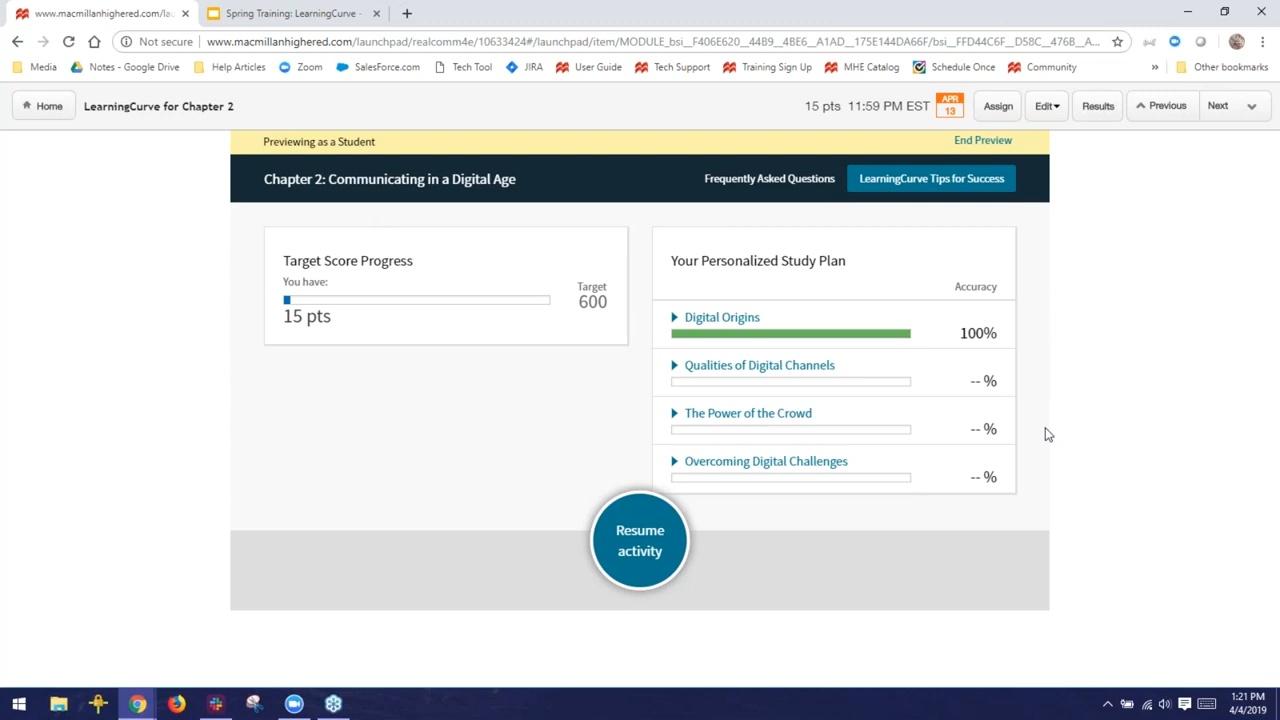 www.macmillanhighered.com/lau
Spring Training: LearningCurve -
Not secure
www.macmillanhighered.com/launchpad/realcomm4e/10633424#/launchpad/item/MODULE_bsi__F406E620__44B9__4BE6__A1AD__175E144DA66F/bsi__FFD44C6F__D58C__476B__A...
Media
Notes - Google Drive
Help Articles
Zoom
SalesForce.com
Tech Tool
JIRA
User Guide
Tech Support
Training Sign Up
MHE Catalog
Schedule Once
Community
»
Other bookmarks
Home
LearningCurve for Chapter 2
15 pts 11:59 PM EST
APR
13
Assign
Edit
Results
Previous
Next
Previewing as a Student
End Preview
Chapter 2: Communicating in a Digital Age
Frequently Asked Questions
LearningCurve Tips for Success
Target Score Progress
You have:
Target
600
15 pts
Your Personalized Study Plan
Accuracy
Digital Origins
100%
Qualities of Digital Channels
-- %
The Power of the Crowd
-- %
Overcoming Digital Challenges
-- %
Resume
activity
1:21 PM
4/4/2019